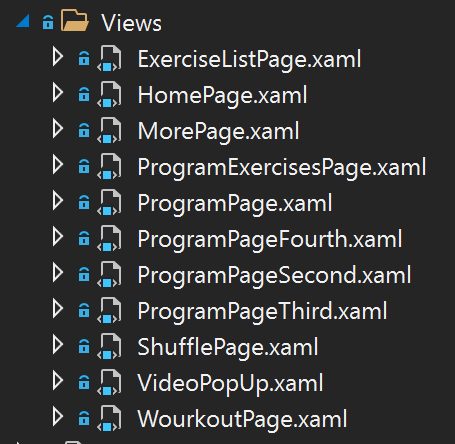 Views
ExerciseListPage.xaml
HomePage.xaml
MorePage.xaml
ProgramExercisesPage.xaml
ProgramPage.xaml
ProgramPageFourth.xaml
ProgramPageSecond.xaml
ProgramPageThird.xaml
ShufflePage.xaml
VideoPopUp.xaml
WourkoutPage.xaml